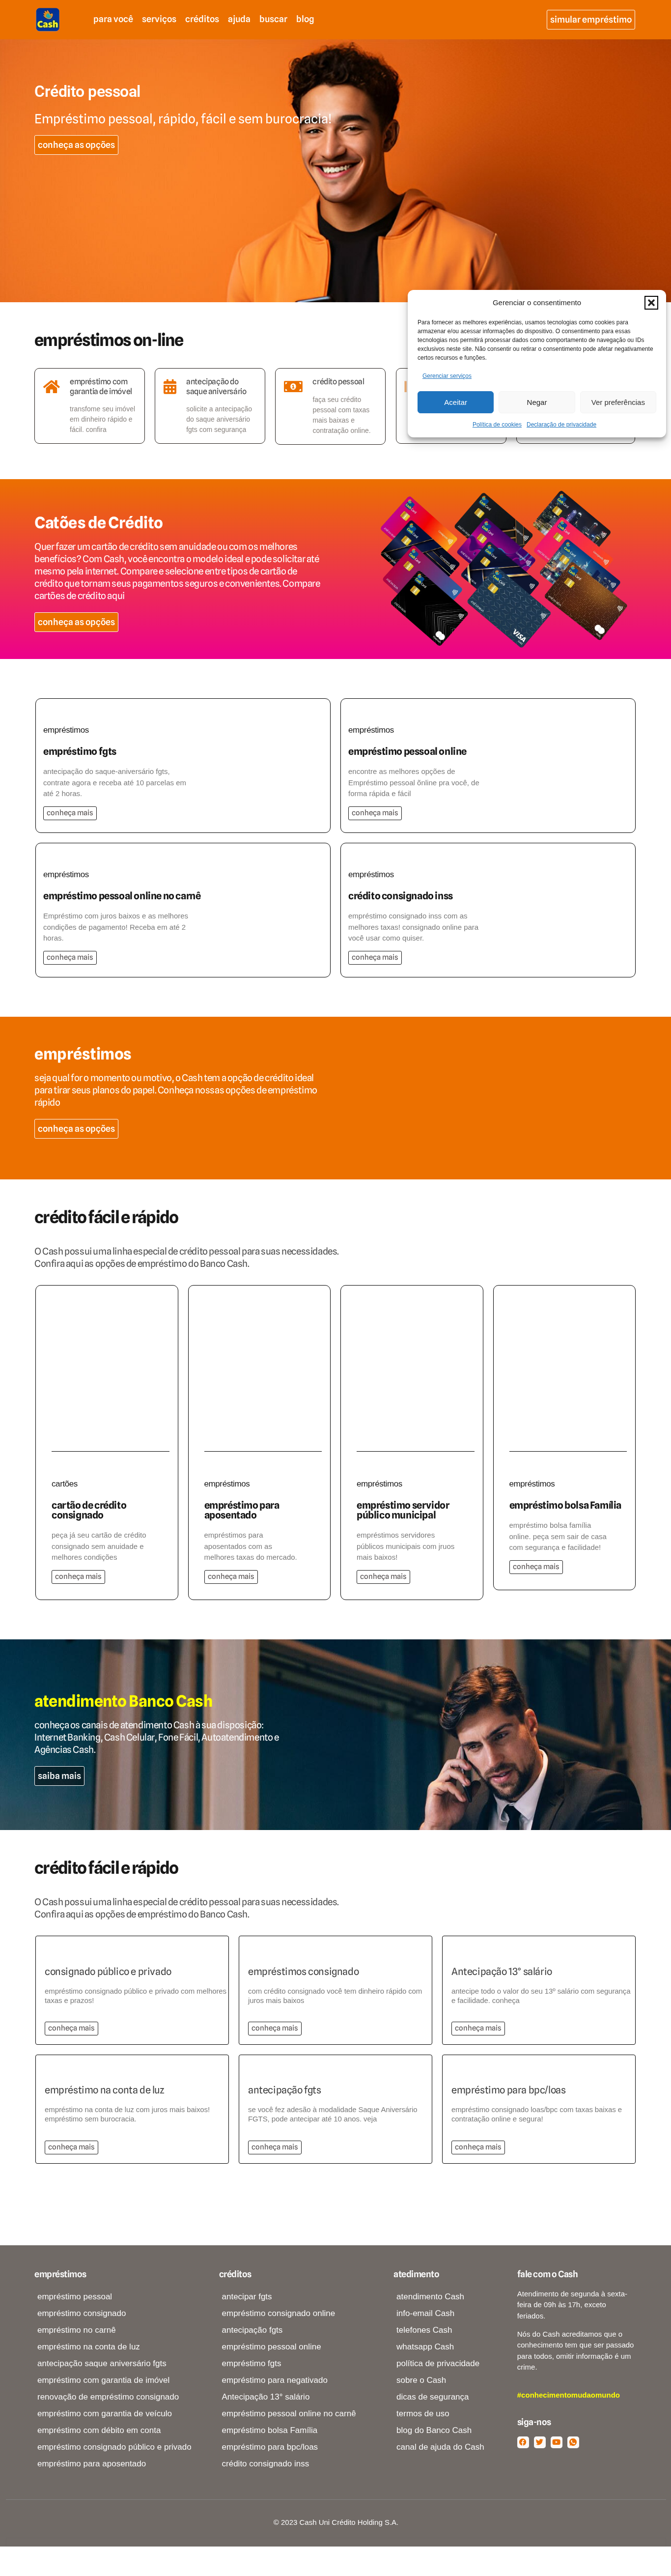 Cash
para você serviços créditos ajuda buscar blog
simular empréstimo
Crédito pessoal
Empréstimo pessoal, rápido, fácil e sem burocracia!
conheça as opções
Gerenciar o consentimento
Para fornecer as melhores experiências, usamos tecnologias como cookies para
armazenar e/ou acessar informações do dispositivo. O consentimento para essas
tecnologias nos permitirá processar dados como comportamento de navegação ou IDs
exclusivos neste site. Não consentir ou retirar o consentimento pode afetar negativamente
certos recursos e funções.
Gerenciar serviços
Aceitar
Negar
Ver preferências
Política de cookies Declaração de privacidade
empréstimos on-line
empréstimo com
garantia de imóvel
transfome seu imóvel
em dinheiro rápido e
fácil. confira
antecipação do
saque aniversário
solicite a antecipação
do saque aniversário
fgts com segurança
crédito pessoal
faça seu crédito
pessoal com taxas
mais baixas e
contratação online.
Catões de Crédito
Quer fazer um cartão de crédito sem anuidade ou com os melhores
benefícios? Com Cash, você encontra o modelo ideal e pode solicitar até
mesmo pela internet. Compare e selecione entre tipos de cartão de
crédito que tornam seus pagamentos seguros e convenientes. Compare
cartões de crédito aqui
conheça as opções
VISA
empréstimos
empréstimo fgts
antecipação do saque-aniversário fgts,
contrate agora e receba até 10 parcelas em
até 2 horas.
conheça mais
empréstimos
empréstimo pessoal online
encontre as melhores opções de
Empréstimo pessoal ônline pra você, de
forma rápida e fácil
conheça mais
empréstimos
empréstimo pessoal online no carnê
Empréstimo com juros baixos e as melhores
condições de pagamento! Receba em até 2
horas.
conheça mais
empréstimos
crédito consignado inss
empréstimo consignado inss com as
melhores taxas! consignado online para
você usar como quiser.
conheça mais
empréstimos
seja qual for o momento ou motivo, o Cash tem a opção de crédito ideal
para tirar seus planos do papel. Conheça nossas opções de empréstimo
rápido
conheça as opções
crédito fácil e rápido
O Cash possui uma linha especial de crédito pessoal para suas necessidades.
Confira aqui as opções de empréstimo do Banco Cash.
cartões
cartão de crédito
consignado
peça já seu cartão de crédito
consignado sem anuidade e
melhores condições
conheça mais
empréstimos
empréstimo para
aposentado
empréstimos para
aposentados com as
melhores taxas do mercado.
conheça mais
empréstimos
empréstimo servidor
público municipal
empréstimos servidores
públicos municipais com jruos
mais baixos!
conheça mais
empréstimos
empréstimo bolsa Família
empréstimo bolsa família
online. peça sem sair de casa
com segurança e facilidade!
conheça mais
atendimento Banco Cash
conheça os canais de atendimento Cash à sua disposição:
Internet Banking, Cash Celular, Fone Fácil, Autoatendimento e
Agências Cash.
saiba mais
crédito fácil e rápido
O Cash possui uma linha especial de crédito pessoal para suas necessidades.
Confira aqui as opções de empréstimo do Banco Cash.
consignado público e privado
empréstimo consignado público e privado com melhores
taxas e prazos!
conheça mais
empréstimos consignado
com crédito consignado você tem dinheiro rápido com
juros mais baixos
conheça mais
Antecipação 13° salário
antecipe todo o valor do seu 13º salário com segurança
e facilidade. conheça
conheça mais
empréstimo na conta de luz
empréstimo na conta de luz com juros mais baixos!
empréstimo sem burocracia.
conheça mais
antecipação fgts
se você fez adesão à modalidade Saque Aniversário
FGTS, pode antecipar até 10 anos. veja
conheça mais
empréstimo para bpc/loas
empréstimo consignado loas/bpc com taxas baixas e
contratação online e segura!
conheça mais
empréstimos
empréstimo pessoal
empréstimo consignado
empréstimo no carnê
empréstimo na conta de luz
antecipação saque aniversário fgts
empréstimo com garantia de imóvel
renovação de empréstimo consignado
empréstimo com garantia de veículo
empréstimo com débito em conta
empréstimo consignado público e privado
empréstimo para aposentado
créditos
antecipar fgts
empréstimo consignado online
antecipação fgts
empréstimo pessoal online
empréstimo fgts
empréstimo para negativado
Antecipação 13° salário
empréstimo pessoal online no carnê
empréstimo bolsa Família
empréstimo para bpc/loas
crédito consignado inss
atedimento
atendimento Cash
info-email Cash
telefones Cash
whatsapp Cash
política de privacidade
sobre o Cash
dicas de segurança
termos de uso
blog do Banco Cash
canal de ajuda do Cash
fale com o Cash
Atendimento de segunda à sexta-
feira de 09h às 17h, exceto
feriados.
Nós do Cash acreditamos que o
conhecimento tem que ser passado
para todos, omitir informação é um
crime.
#conhecimentomudaomundo
siga-nos
© 2023 Cash Uni Crédito Holding S.A.